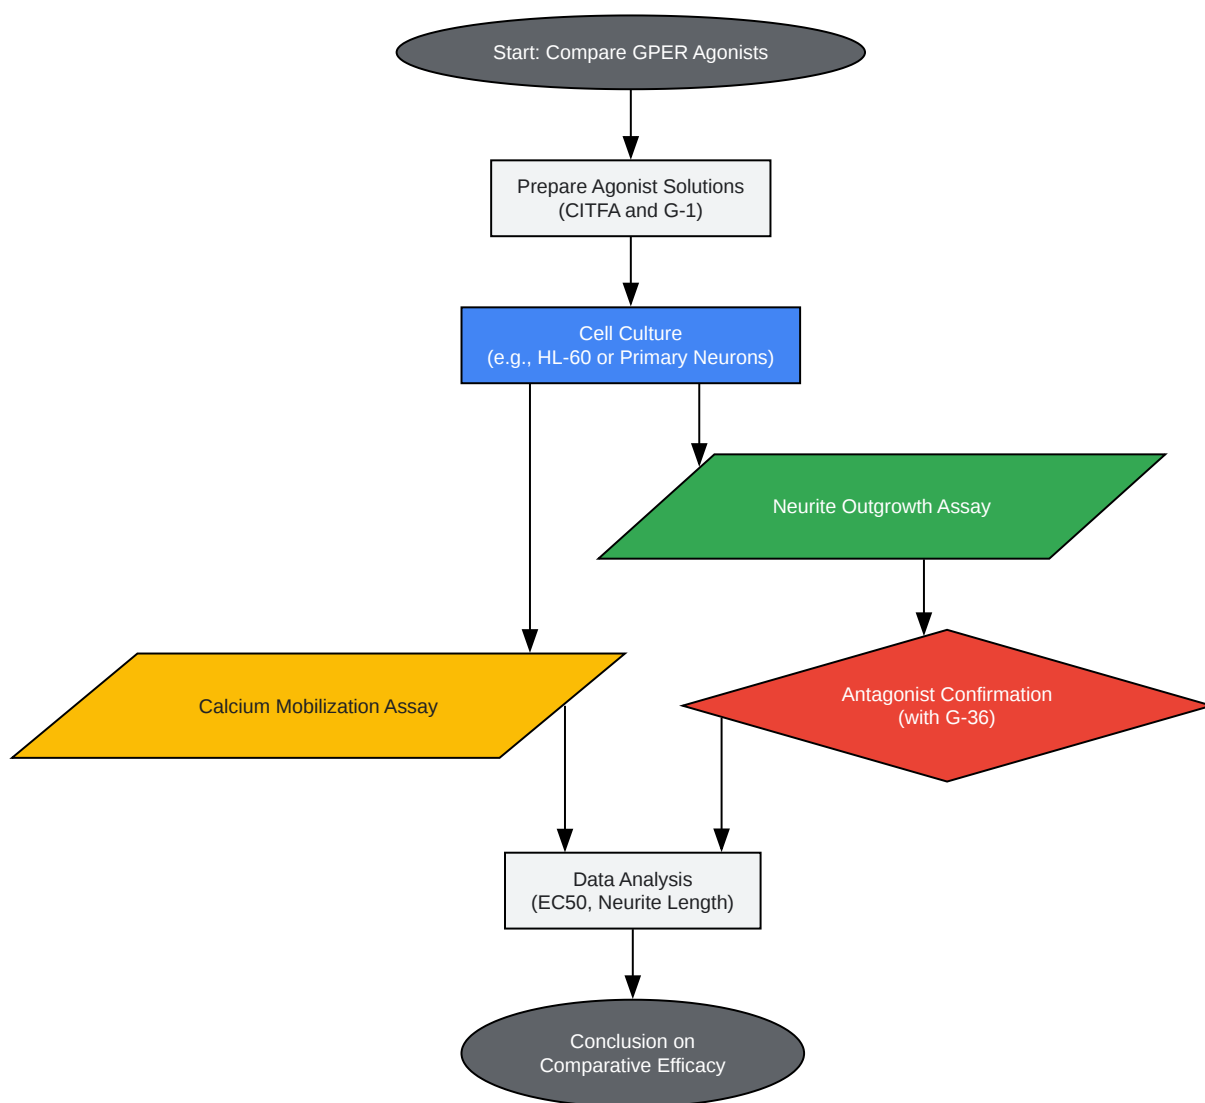 Start: Compare GPER Agonists
Prepare Agonist Solutions
(CITFA and G-1)
Cell Culture
(e.g., HL-60 or Primary Neurons)
Neurite Outgrowth Assay
Calcium Mobilization Assay
Antagonist Confirmation
(with G-36)
Data Analysis
(EC50, Neurite Length)
Conclusion on
Comparative Efficacy